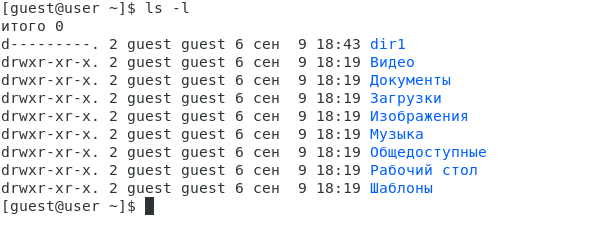 [guest@user ~]$ ls -l
итого 0
d---------. 2 guest guest 6 сен  9 18:43 dir1
drwxr-xr-x. 2 guest guest 6 сен  9 18:19 Видео
drwxr-xr-x. 2 guest guest 6 сен  9 18:19 Документы
drwxr-xr-x. 2 guest guest 6 сен  9 18:19 Загрузки
drwxr-xr-x. 2 guest guest 6 сен  9 18:19 Изображения
drwxr-xr-x. 2 guest guest 6 сен  9 18:19 Музыка
drwxr-xr-x. 2 guest guest 6 сен  9 18:19 Общедоступные
drwxr-xr-x. 2 guest guest 6 сен  9 18:19 Рабочий стол
drwxr-xr-x. 2 guest guest 6 сен  9 18:19 Шаблоны
[guest@user ~]$